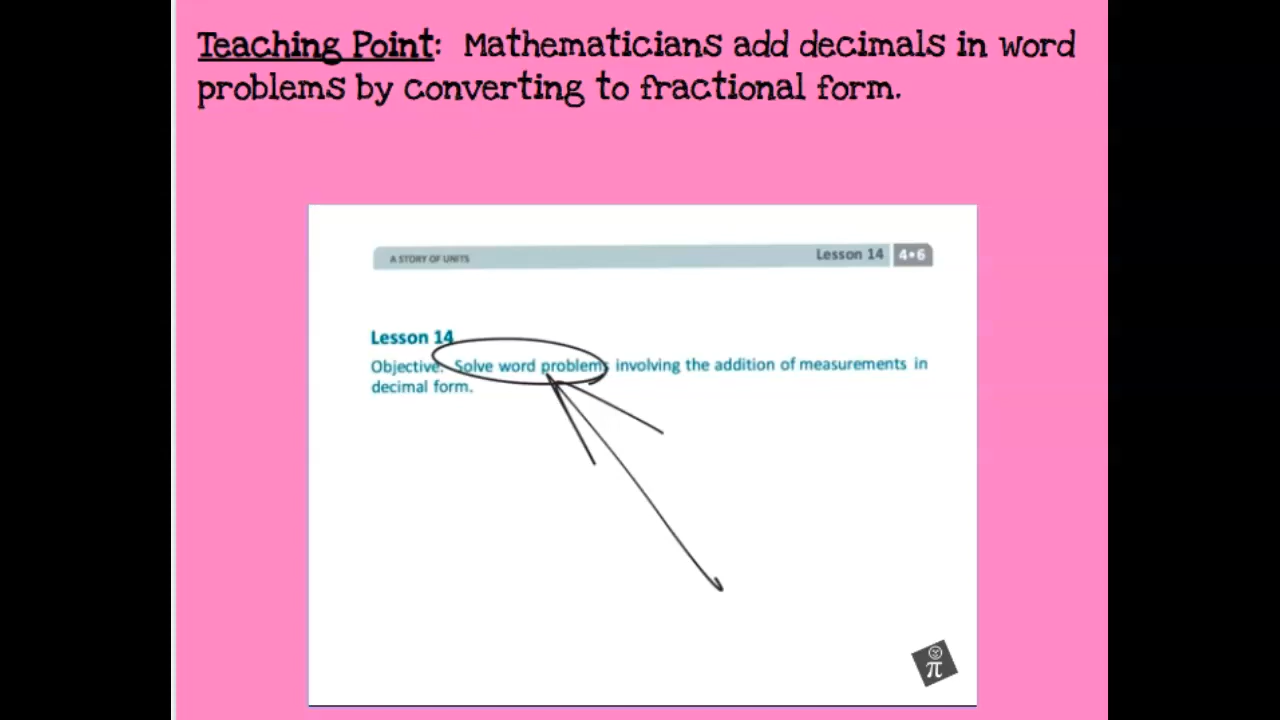 Teaching Point: Mathematicians add decimals in word
problems by converting to fractional form.
A STORY OF UNITS
Lesson 14
4•6
Lesson 14
Objective: Solve word problems involving the addition of measurements in
decimal form.
π